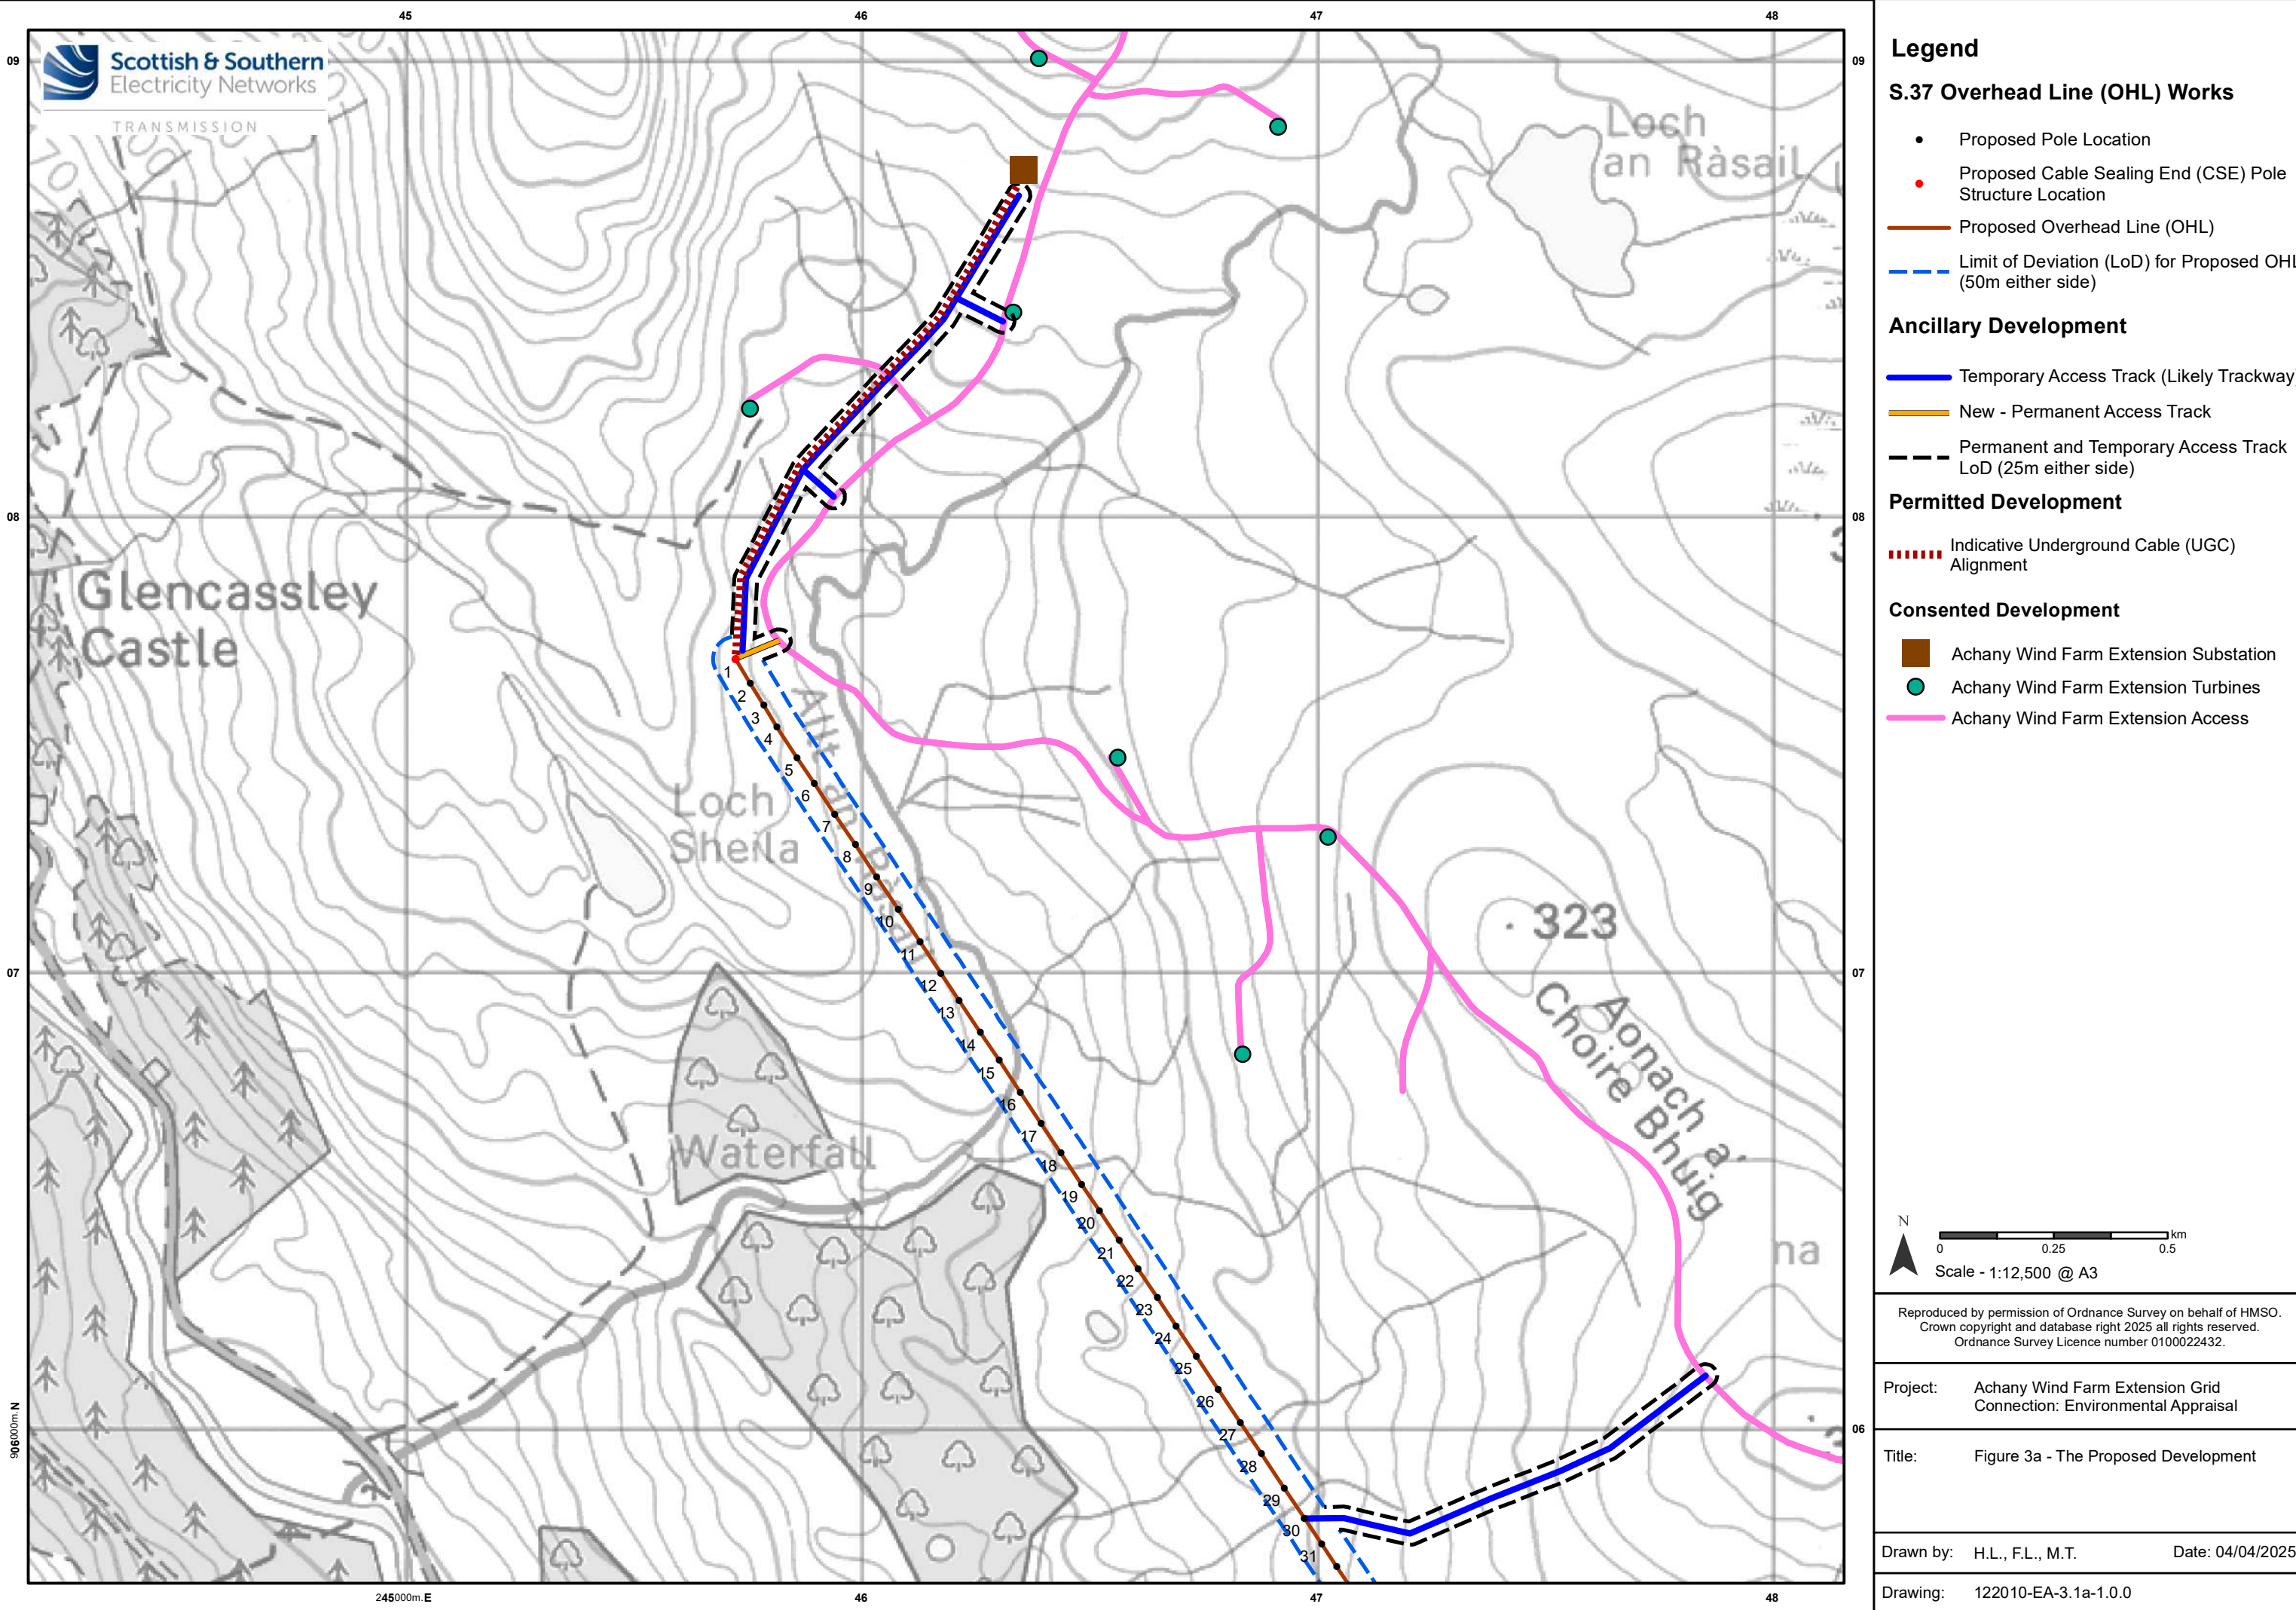 45
46
47
48
09
08
07
906000m.N
09
08
07
06
245000m.E
46
47
48
Scottish & Southern
Electricity Networks
TRANSMISSION
Loch
an Ràsail
Glencassley
Castle
Loch
Sheila
Waterfall
323
Aonach a'
Choire Bhuig
na
1
2
3
4
5
6
7
8
9
10
11
12
13
14
15
16
17
18
19
20
21
22
23
24
25
26
27
28
29
30
31
Legend
S.37 Overhead Line (OHL) Works
Proposed Pole Location
Proposed Cable Sealing End (CSE) Pole
Structure Location
Proposed Overhead Line (OHL)
Limit of Deviation (LoD) for Proposed OHL
(50m either side)
Ancillary Development
Temporary Access Track (Likely Trackway
New - Permanent Access Track
Permanent and Temporary Access Track
LoD (25m either side)
Permitted Development
Indicative Underground Cable (UGC)
Alignment
Consented Development
Achany Wind Farm Extension Substation
Achany Wind Farm Extension Turbines
Achany Wind Farm Extension Access
N
km
0 0.25 0.5
Scale - 1:12,500 @ A3
Reproduced by permission of Ordnance Survey on behalf of HMSO.
Crown copyright and database right 2025 all rights reserved.
Ordnance Survey Licence number 0100022432.
Project: Achany Wind Farm Extension Grid
Connection: Environmental Appraisal
Title: Figure 3a - The Proposed Development
Drawn by: H.L., F.L., M.T. Date: 04/04/2025
Drawing: 122010-EA-3.1a-1.0.0